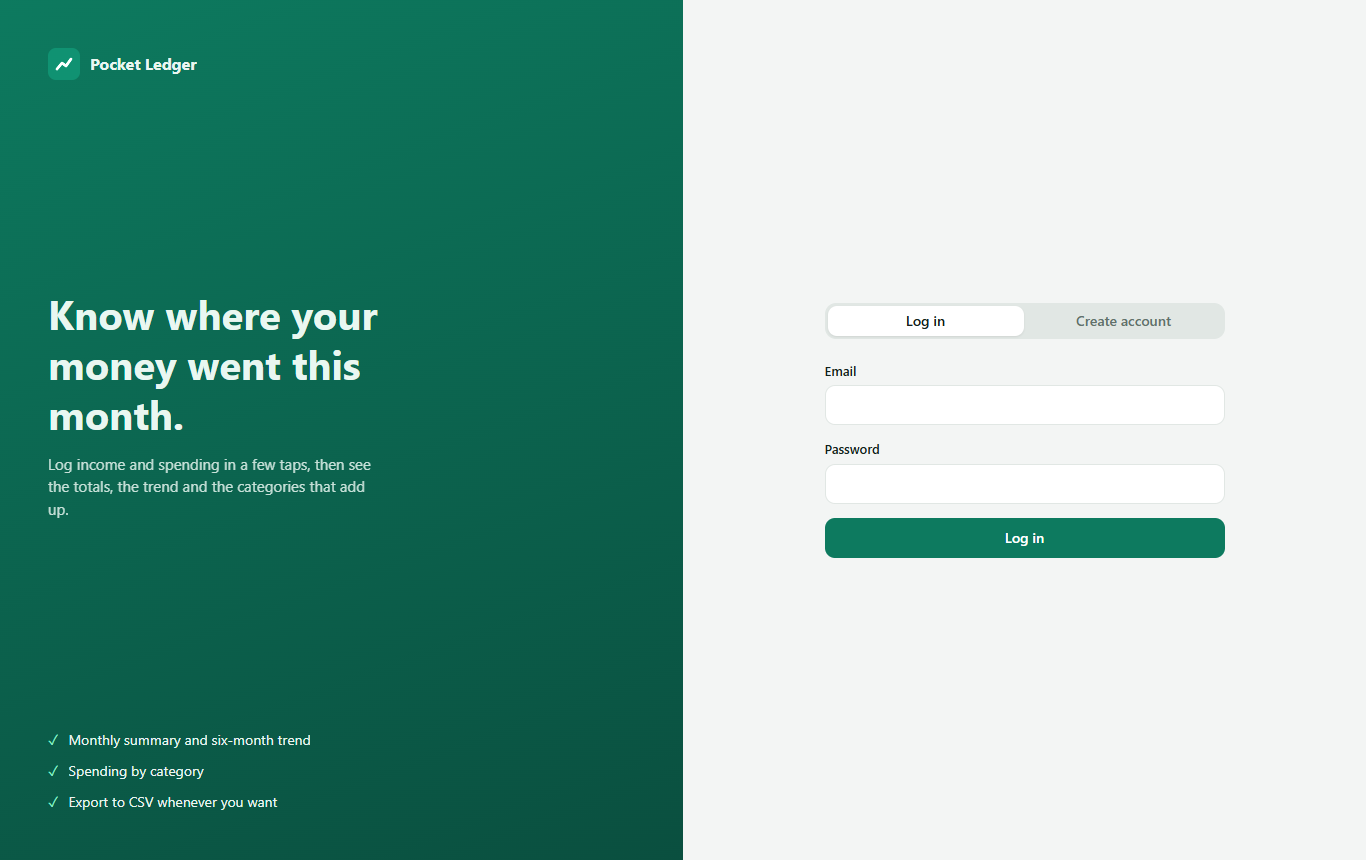 Pocket Ledger
Know where your
money went this
month.
Log income and spending in a few taps, then see
the totals, the trend and the categories that add
up.
✓ Monthly summary and six-month trend
✓ Spending by category
✓ Export to CSV whenever you want
Log in
Create account
Email
Password
Log in